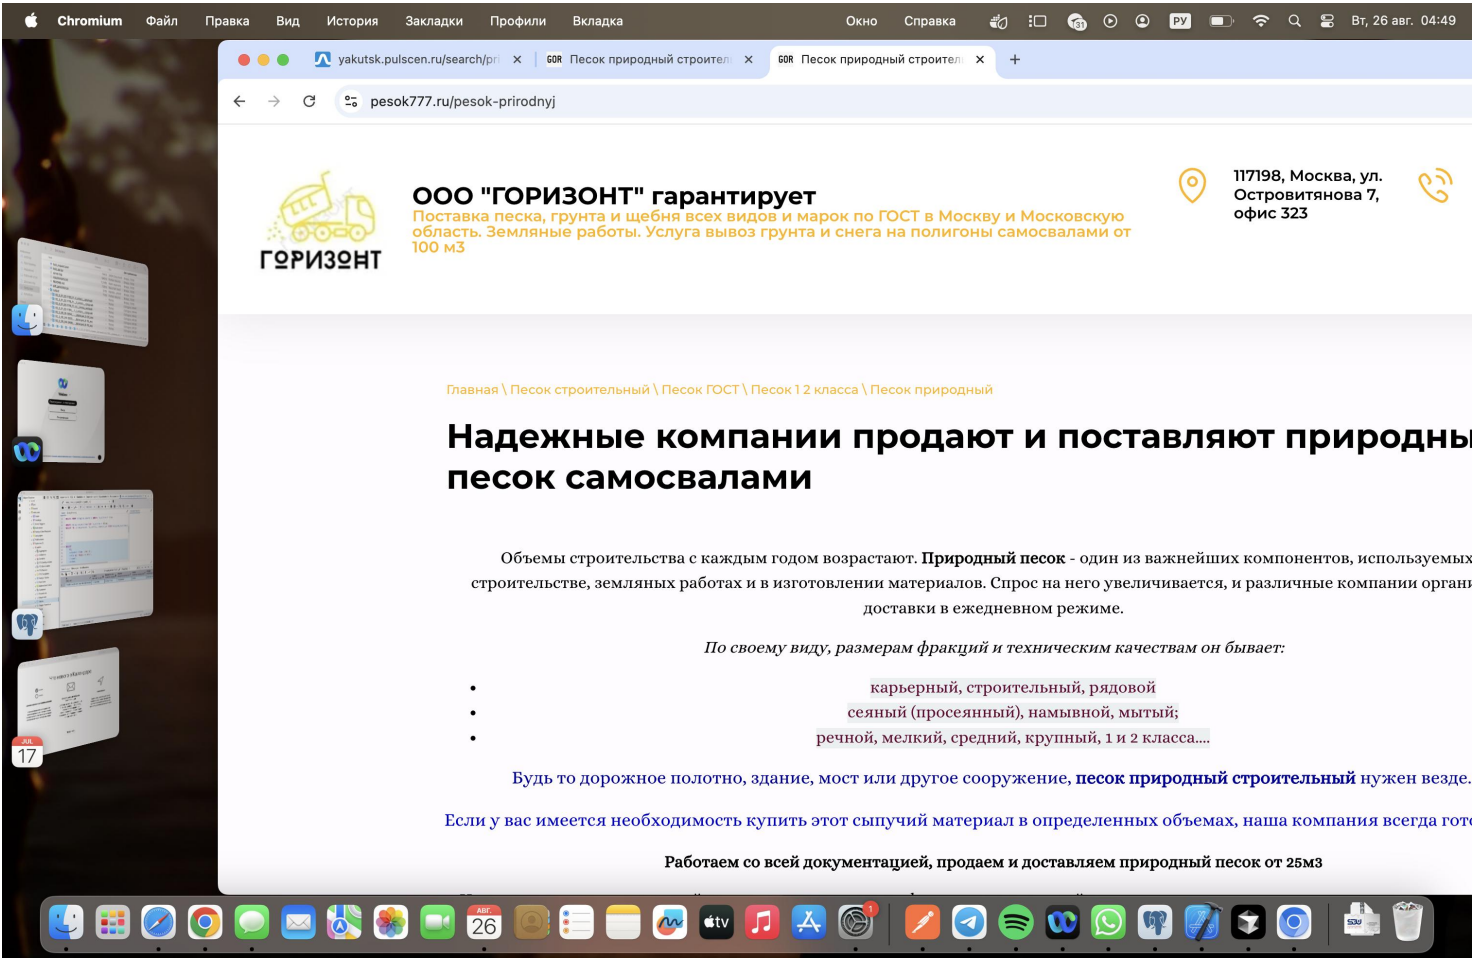 Chromium Файл Правка Вид История Закладки Профили Вкладка Окно Справка РУ Вт, 26 авг. 04:49
yakutsk.pulscen.ru/search/pri
GOR Песок природный строител
GOR Песок природный строител
pesok777.ru/pesok-prirodnyj
ГОРИЗОНТ
ООО "ГОРИЗОНТ" гарантирует
Поставка песка, грунта и щебня всех видов и марок по ГОСТ в Москву и Московскую
область. Земляные работы. Услуга вывоз грунта и снега на полигоны самосвалами от
100 м3
117198, Москва, ул.
Островитянова 7,
офис 323
Главная \ Песок строительный \ Песок ГОСТ \ Песок 1 2 класса \ Песок природный
Надежные компании продают и поставляют природны
песок самосвалами
Объемы строительства с каждым годом возрастают. Природный песок - один из важнейших компонентов, используемых
строительстве, земляных работах и в изготовлении материалов. Спрос на него увеличивается, и различные компании органи
доставки в ежедневном режиме.
По своему виду, размерам фракций и техническим качествам он бывает:
карьерный, строительный, рядовой
сеяный (просеянный), намывной, мытый;
речной, мелкий, средний, крупный, 1 и 2 класса....
Будь то дорожное полотно, здание, мост или другое сооружение, песок природный строительный нужен везде.
Если у вас имеется необходимость купить этот сыпучий материал в определенных объемах, наша компания всегда гото
Работаем со всей документацией, продаем и доставляем природный песок от 25м3
JUL
17
АВГ.
26
tv
1